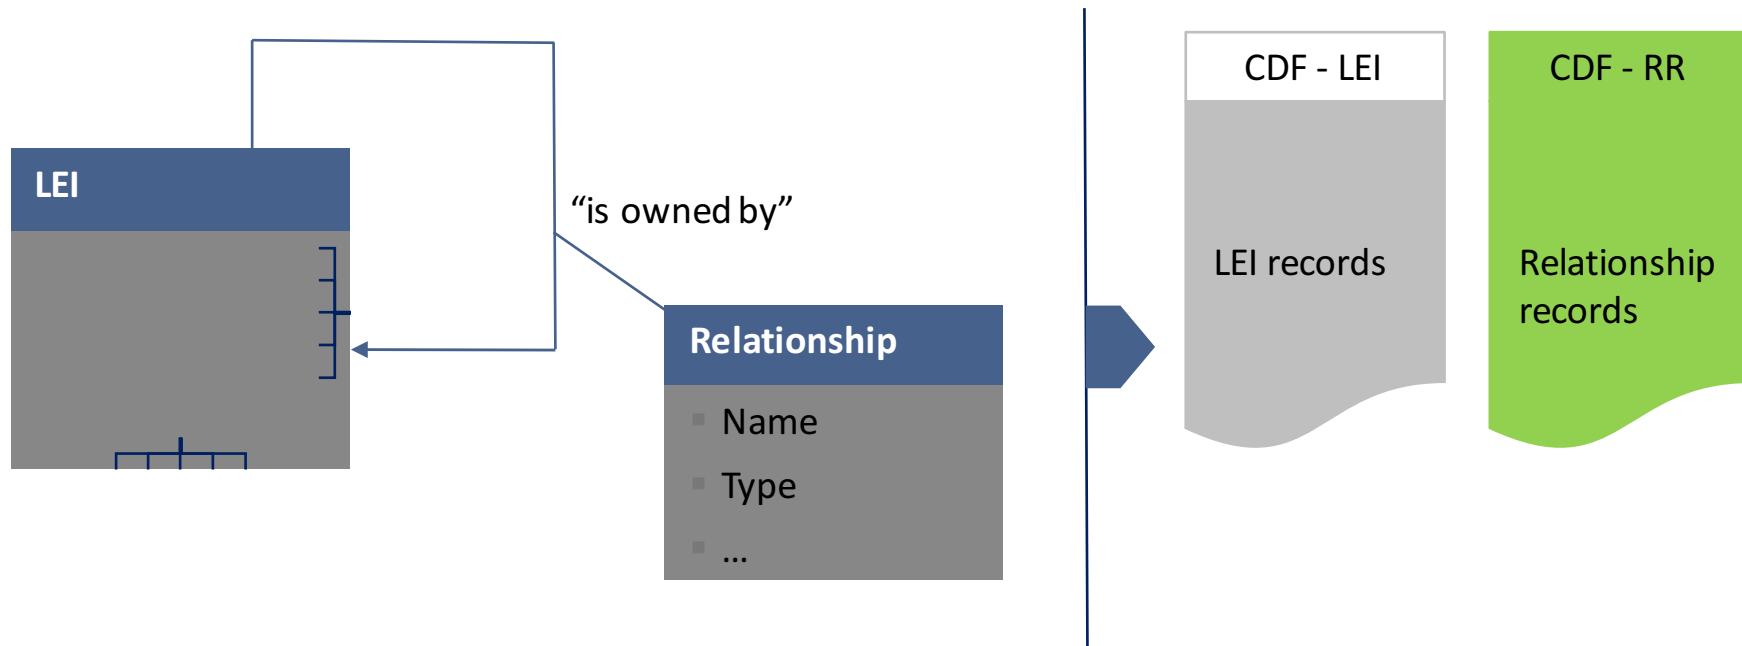 LEI
“is owned by”
Relationship
Name
Type
...
CDF - LEI
LEI records
CDF - RR
Relationship
records